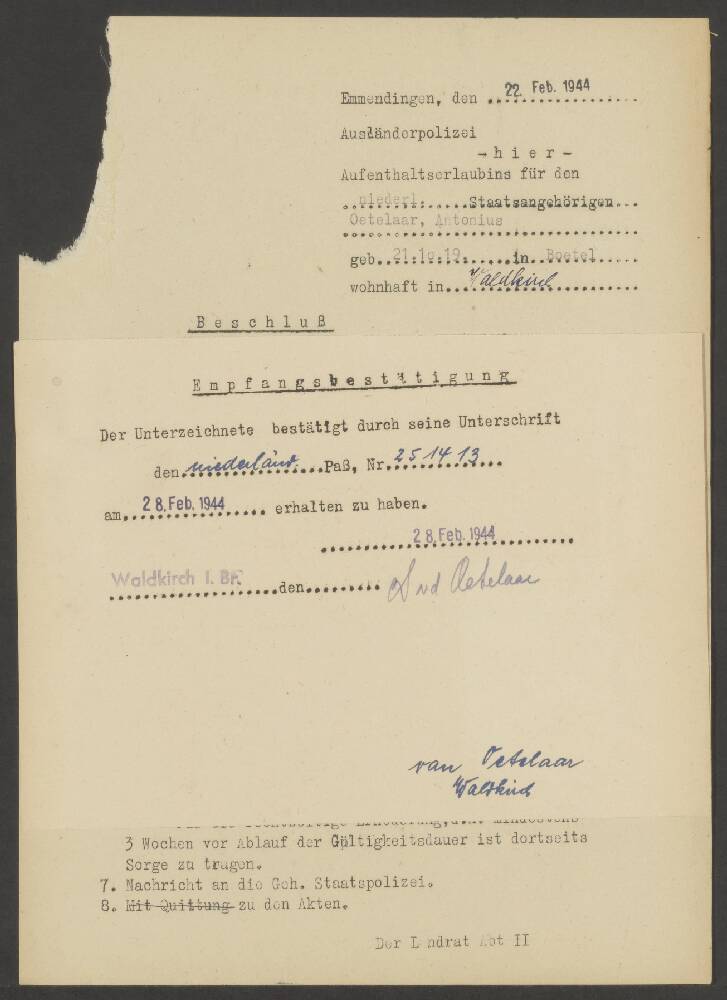 Emmendingen, den 22. Feb. 1944
Ausländerpolizei
- h i e r -
Aufenthaltserlaubins für den
niederl. Staatsangehörigen
Oetelaar, Antonius
geb. 21.10.19. in Boetel
wohnhaft in Waldkirch
B e s c h l u ß
E m p f a n g s b e s t ä t i g u n g
Der Unterzeichnete bestätigt durch seine Unterschrift
den niederländ. Paß, Nr. 251413
am 28. Feb. 1944 erhalten zu haben.
28. Feb. 1944
Waldkirch i. Br. den vd Oetelaar
van Oetelaar
Waldkirch
3 Wochen vor Ablauf der Gültigkeitsdauer ist dortseits
Sorge zu tragen.
7. Nachricht an die Geh. Staatspolizei.
8. Mit Quittung zu den Akten.
Der Landrat Abt II